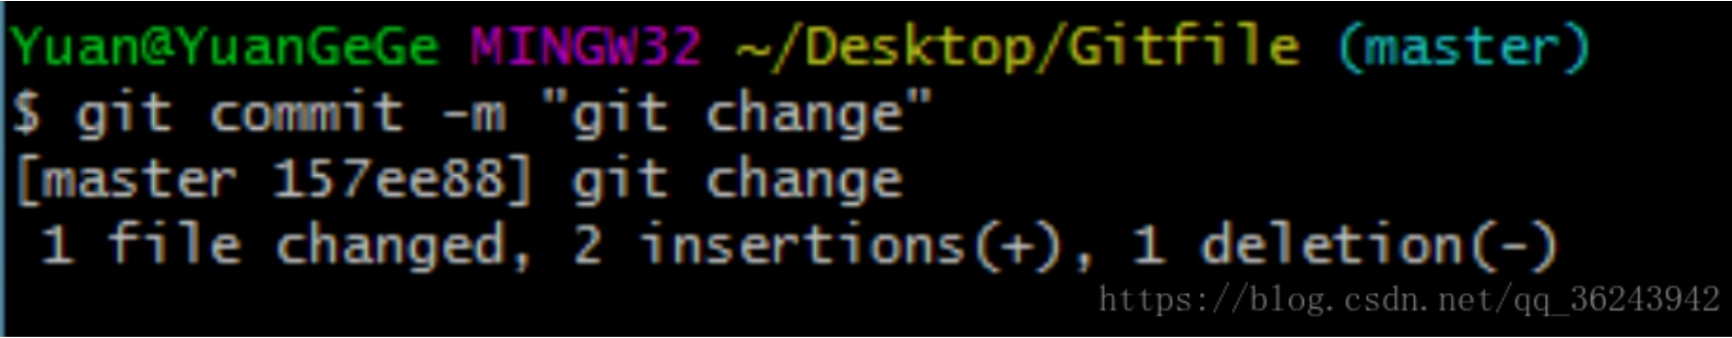 Yuan@YuanGeGe MINGW32 ~/Desktop/Gitfile (master)
$ git commit -m "git change"
[master 157ee88] git change
 1 file changed, 2 insertions(+), 1 deletion(-)
https://blog.csdn.net/qq_36243942